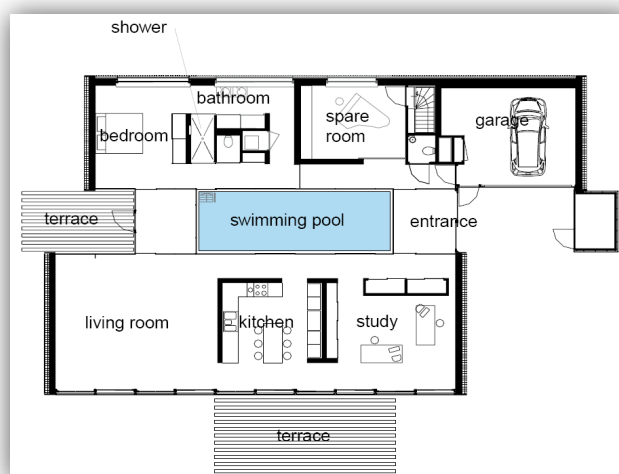 shower
bathroom
bedroom
spare
room
garage
terrace
swimming pool
entrance
living room
kitchen
study
terrace